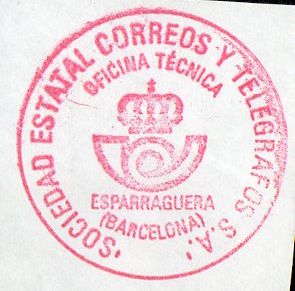 'SOCIEDAD ESTATAL CORREOS Y TELEGRAFOS S.A.'
OFICINA TÉCNICA
ESPARRAGUERA
(BARCELONA)